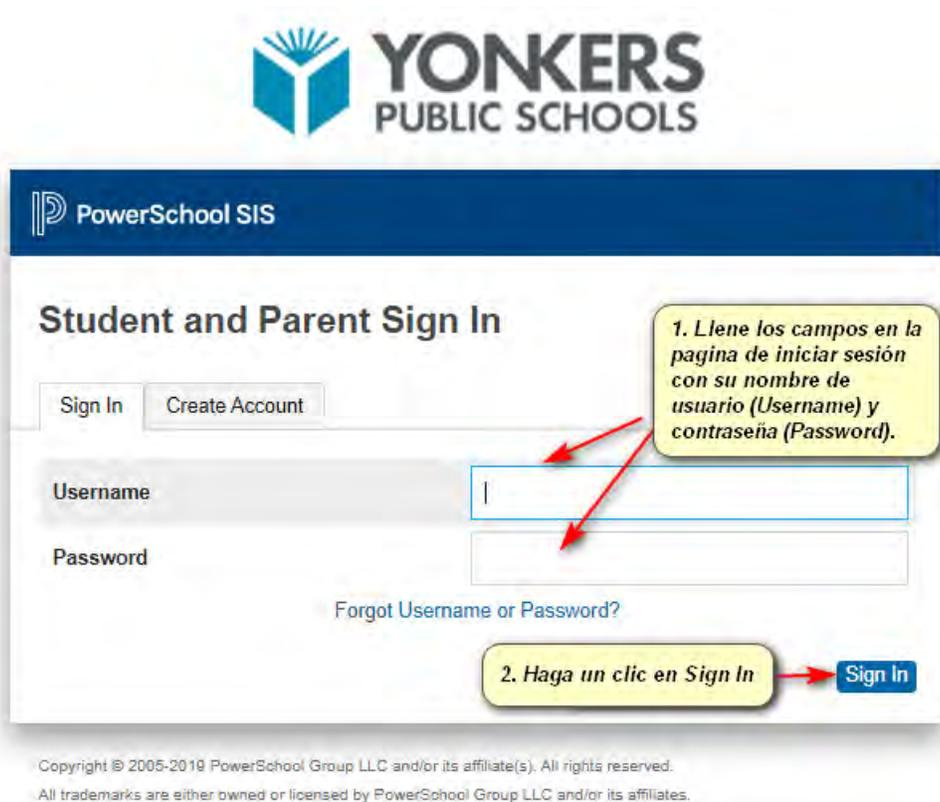 YONKERS
PUBLIC SCHOOLS
PowerSchool SIS
Student and Parent Sign In
1. Llene los campos en la
pagina de iniciar sesión
con su nombre de
usuario (Username) y
contraseña (Password).
Sign In
Create Account
Username
Password
Forgot Username or Password?
2. Haga un clic en Sign In
Sign In
Copyright © 2005-2019 PowerSchool Group LLC and/or its affiliate(s). All rights reserved.
All trademarks are either owned or licensed by PowerSchool Group LLC and/or its affiliates.